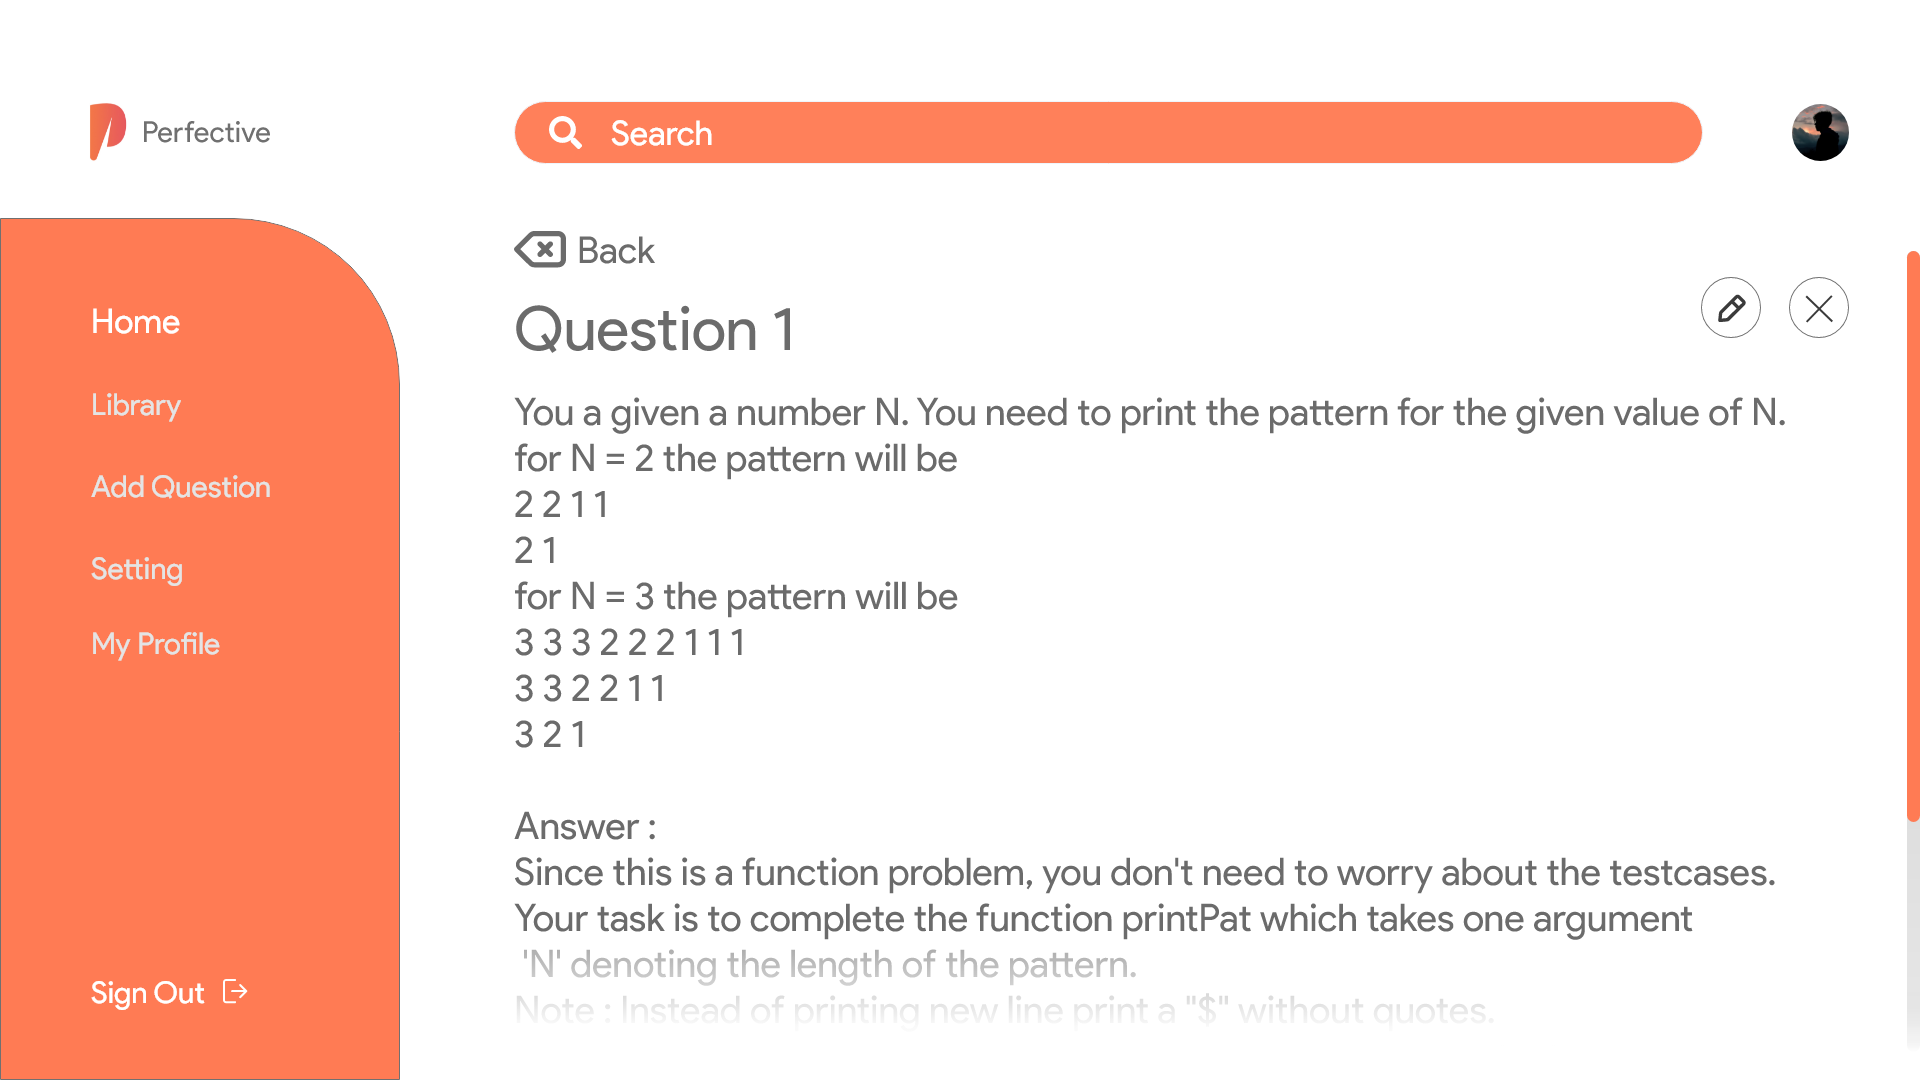 Perfective
Search
Home
Library
Add Question
Setting
My Profile
Sign Out
Back
Question 1
You a given a number N. You need to print the pattern for the given value of N.
for N = 2 the pattern will be
2 2 1 1
2 1
for N = 3 the pattern will be
3 3 3 2 2 2 1 1 1
3 3 2 2 1 1
3 2 1
Answer :
Since this is a function problem, you don't need to worry about the testcases.
Your task is to complete the function printPat which takes one argument
'N' denoting the length of the pattern.
Note : Instead of printing new line print a "$" without quotes.